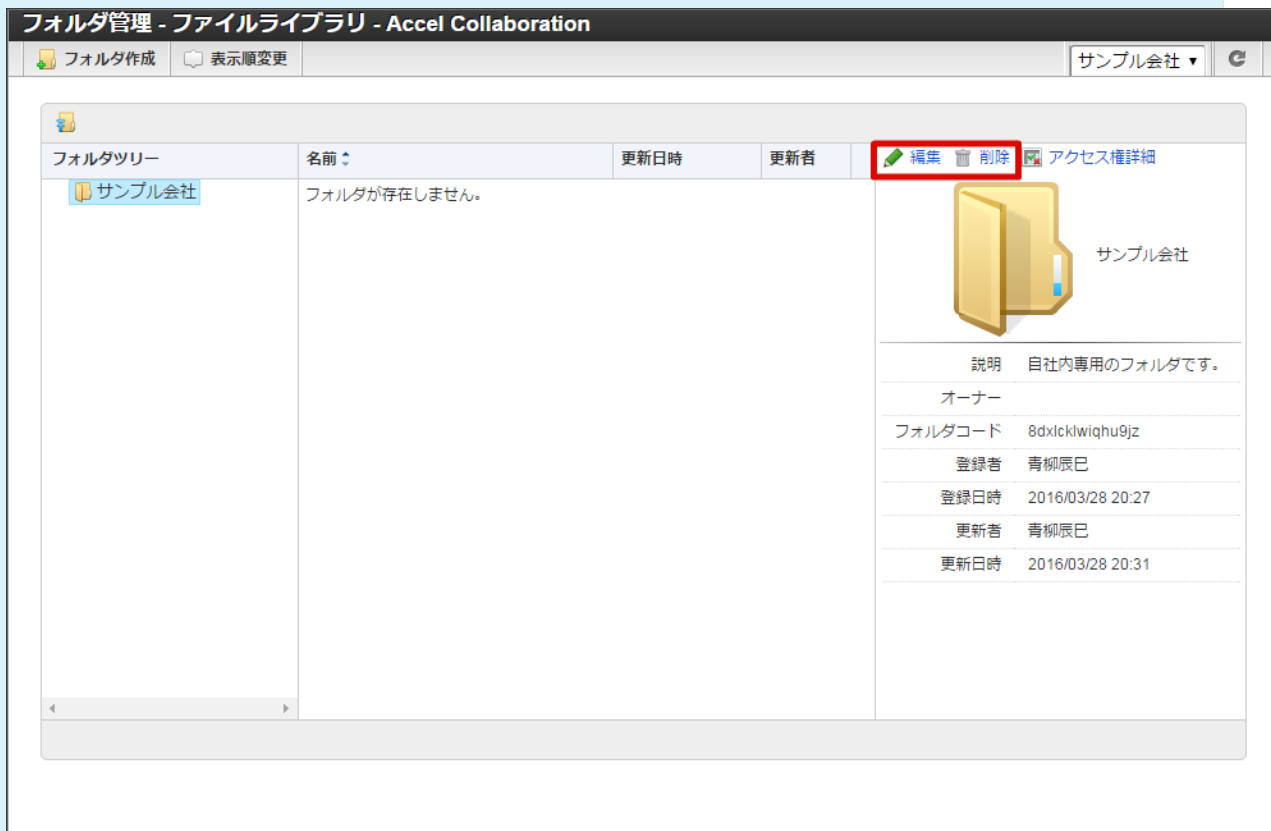 フォルダ管理 - ファイルライブラリ - Accel Collaboration
フォルダ作成 表示順変更 サンプル会社
フォルダツリー 名前 更新日時 更新者 編集 削除 アクセス権詳細
サンプル会社 フォルダが存在しません。
サンプル会社
説明 自社内専用のフォルダです。
オーナー
フォルダコード 8dxlcklwiqhu9jz
登録者 青柳辰巳
登録日時 2016/03/28 20:27
更新者 青柳辰巳
更新日時 2016/03/28 20:31